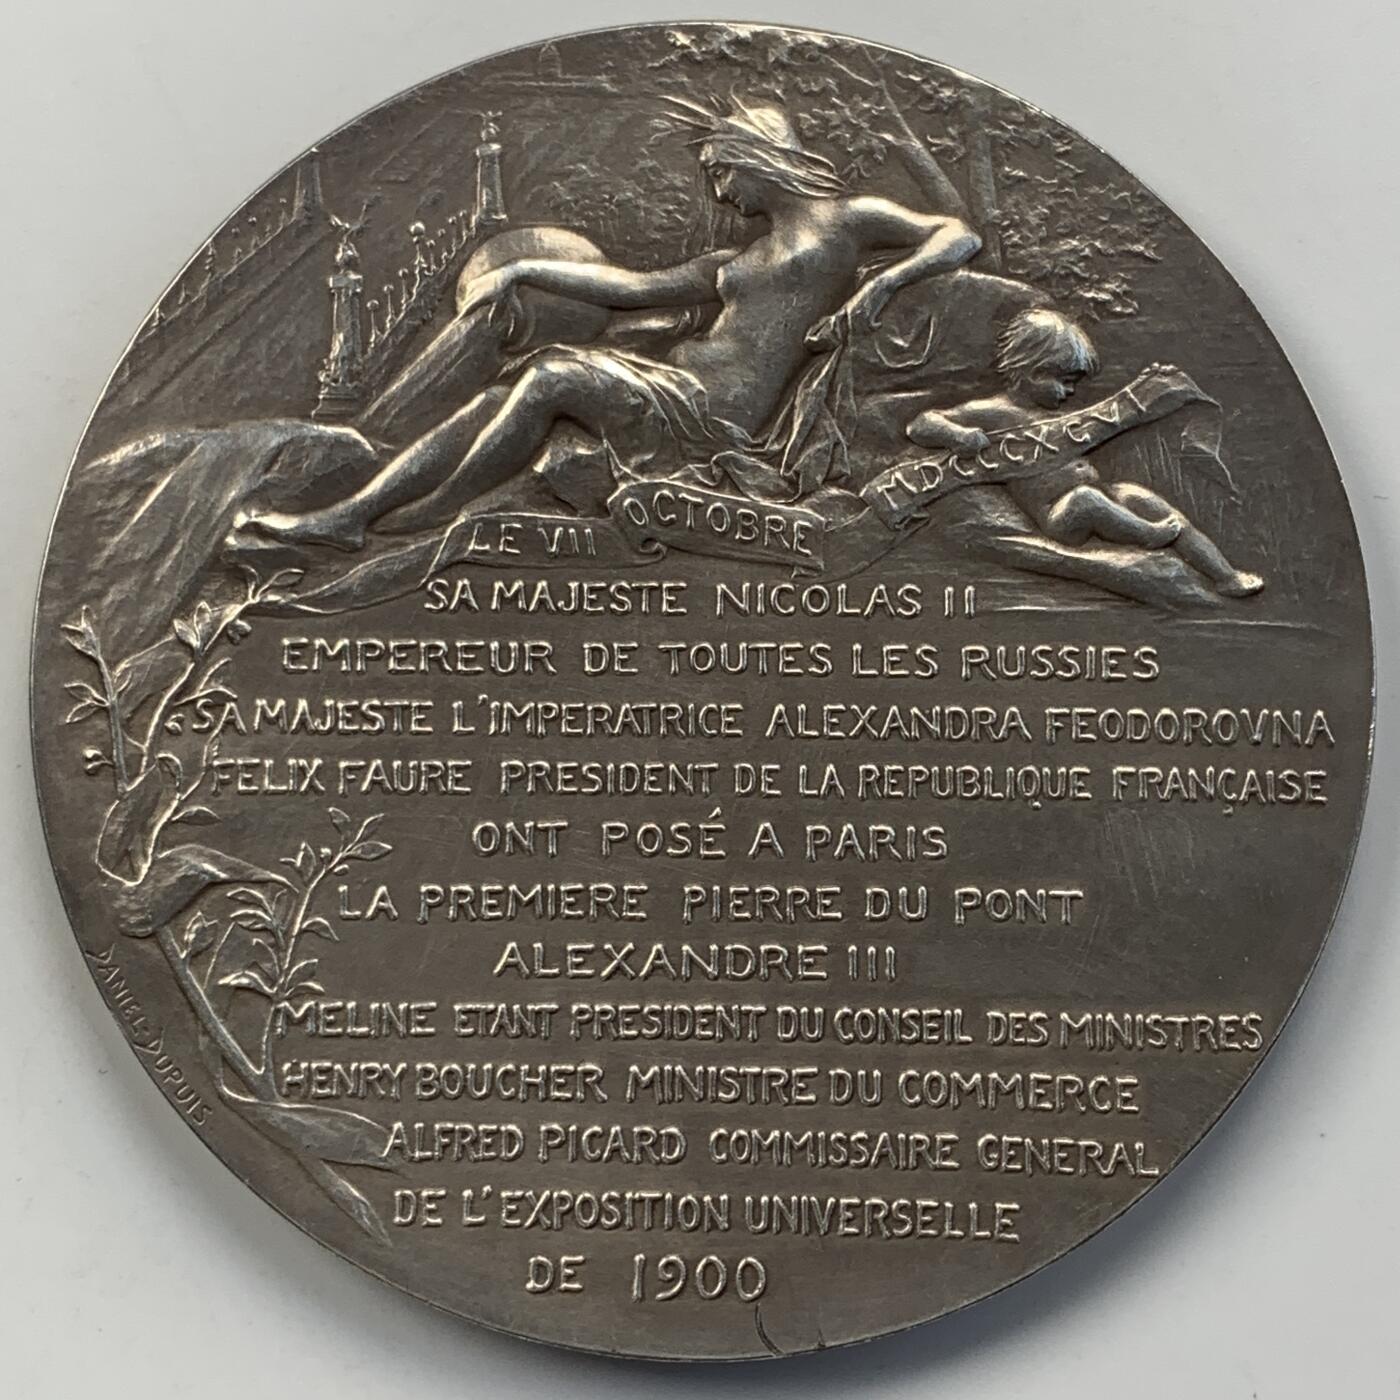 LE VII OCTOBRE MDCCCXCVI
SA MAJESTE NICOLAS II
EMPEREUR DE TOUTES LES RUSSIES
SA MAJESTE L'IMPERATRICE ALEXANDRA FEODOROVNA
FELIX FAURE PRESIDENT DE LA REPUBLIQUE FRANÇAISE
ONT POSÉ A PARIS
LA PREMIERE PIERRE DU PONT
ALEXANDRE III
MELINE ETANT PRESIDENT DU CONSEIL DES MINISTRES
HENRY BOUCHER MINISTRE DU COMMERCE
ALFRED PICARD COMMISSAIRE GENERAL
DE L'EXPOSITION UNIVERSELLE
DE 1900
DANIEL-DUPUIS.